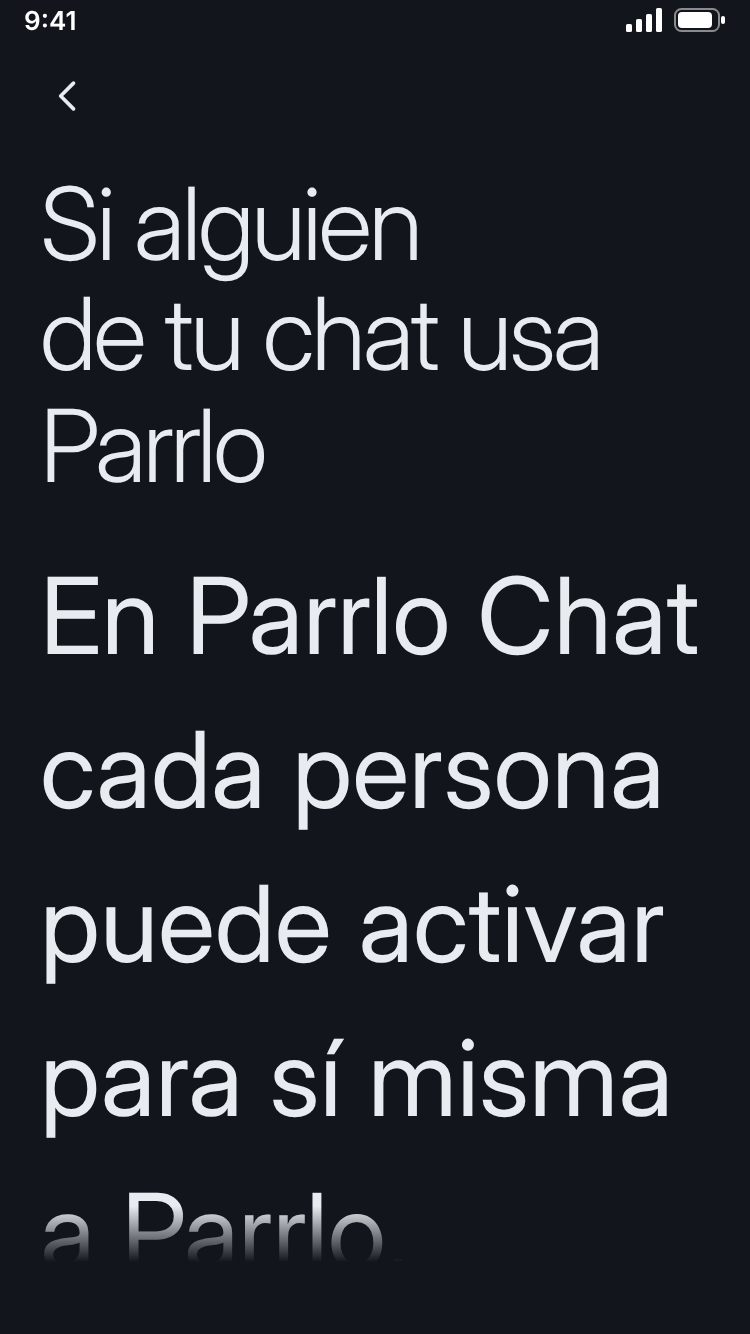 9:41
Si alguien
de tu chat usa
Parrlo
En Parrlo Chat
cada persona
puede activar
para sí misma
a Parrlo.